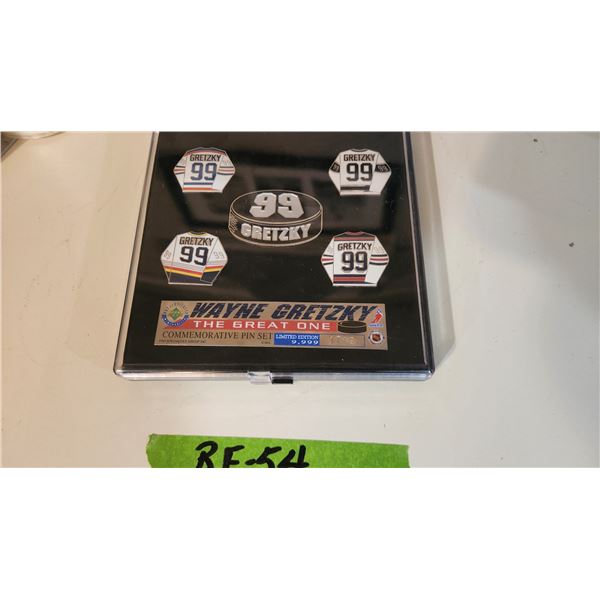 GRETZKY
99
GRETZKY
99
99
GRETZKY
GRETZKY
99
GRETZKY
99
WAYNE GRETZKY
THE GREAT ONE
COMMEMORATIVE PIN SET
LIMITED EDITION
9,999
RF-54